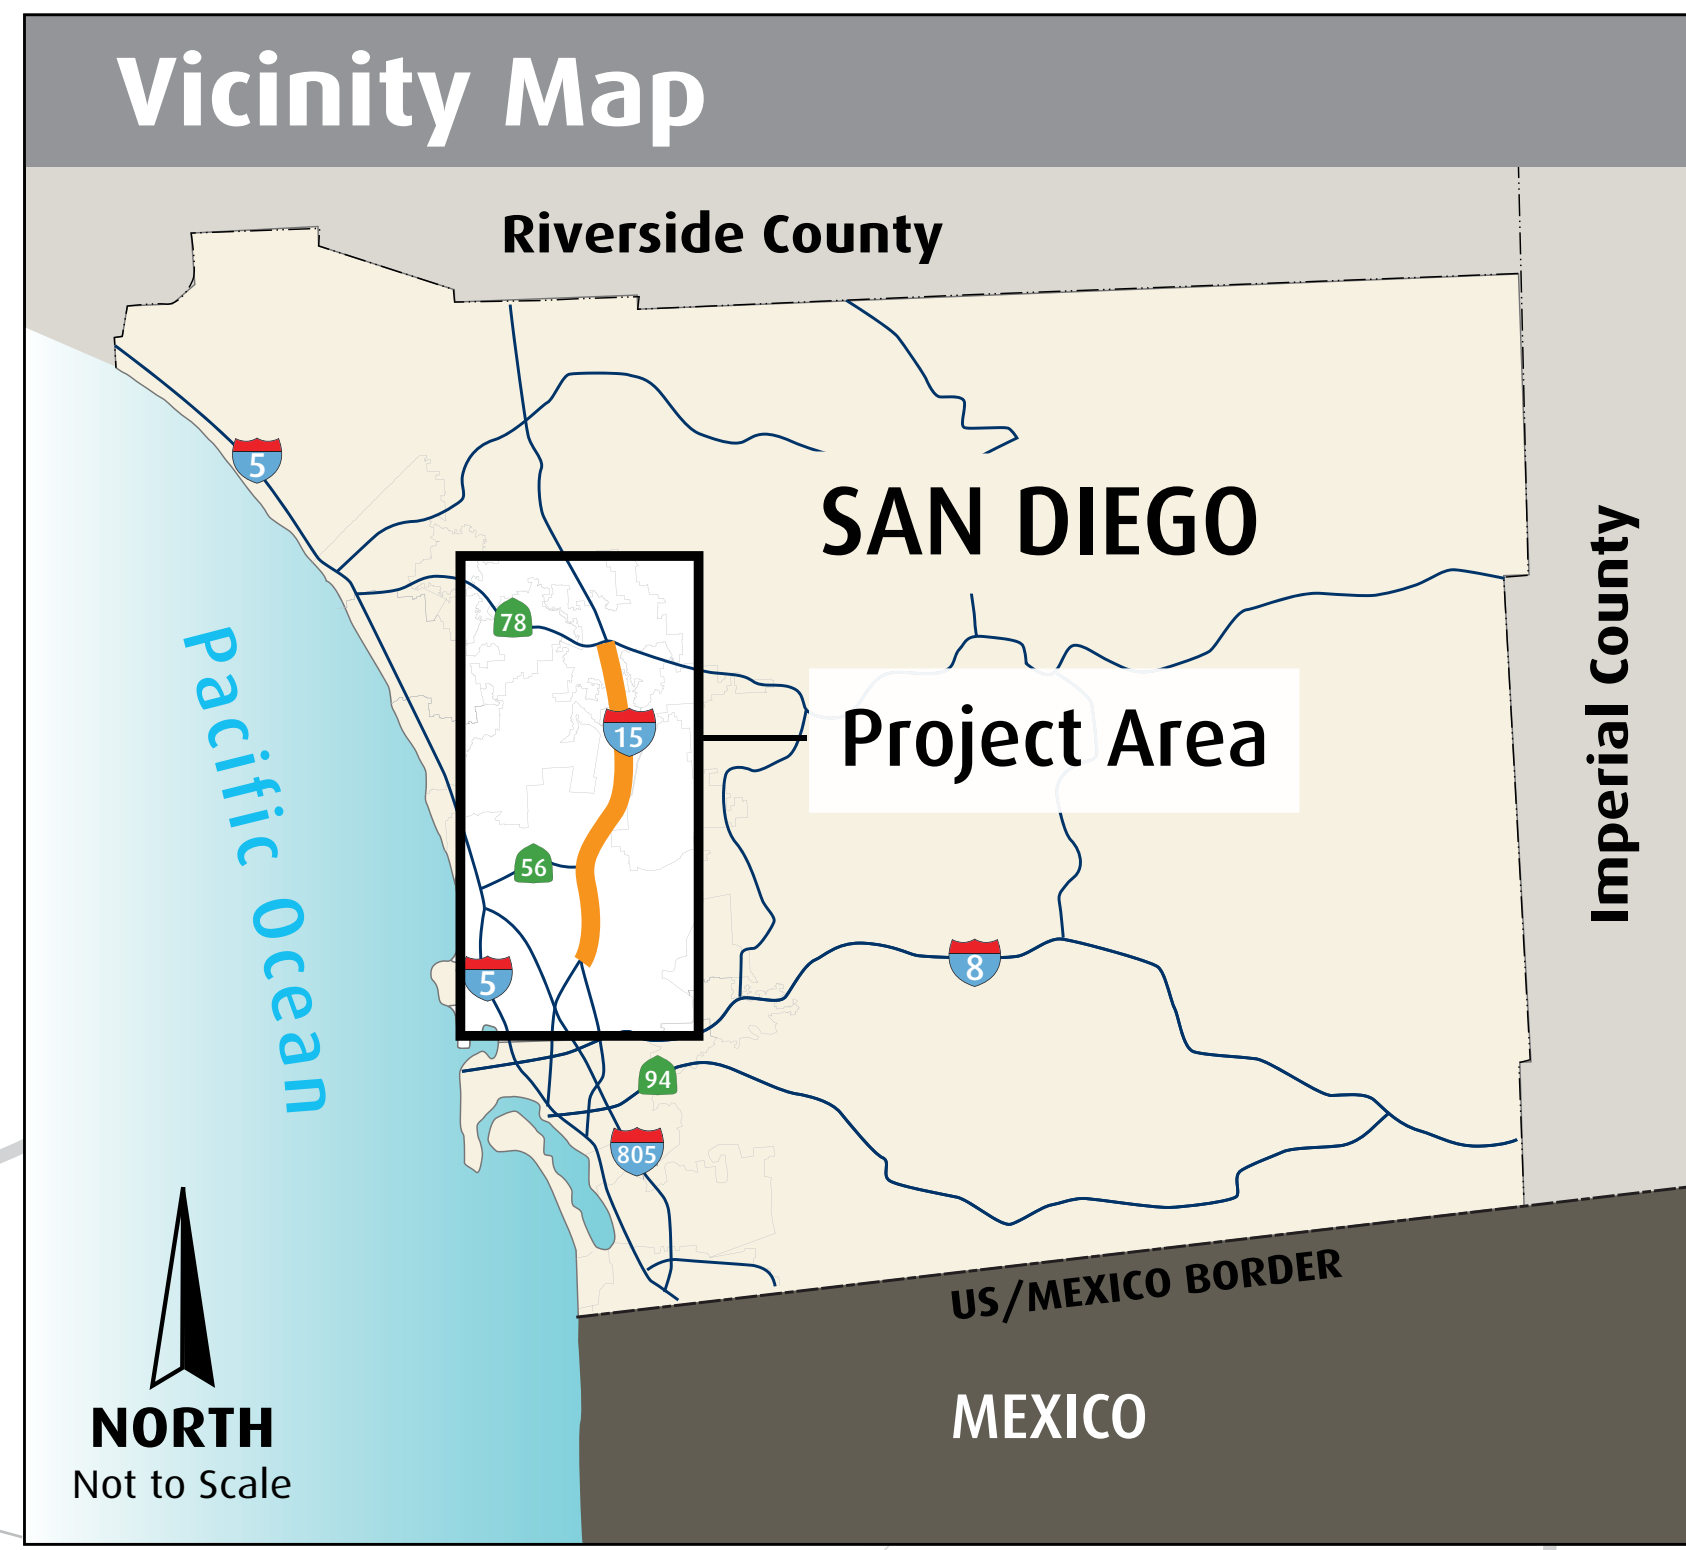 Vicinity Map
Riverside County
5
SAN DIEGO
Imperial County
78
Pacific Ocean
15
Project Area
56
5
8
94
805
US/MEXICO BORDER
MEXICO
NORTH
Not to Scale